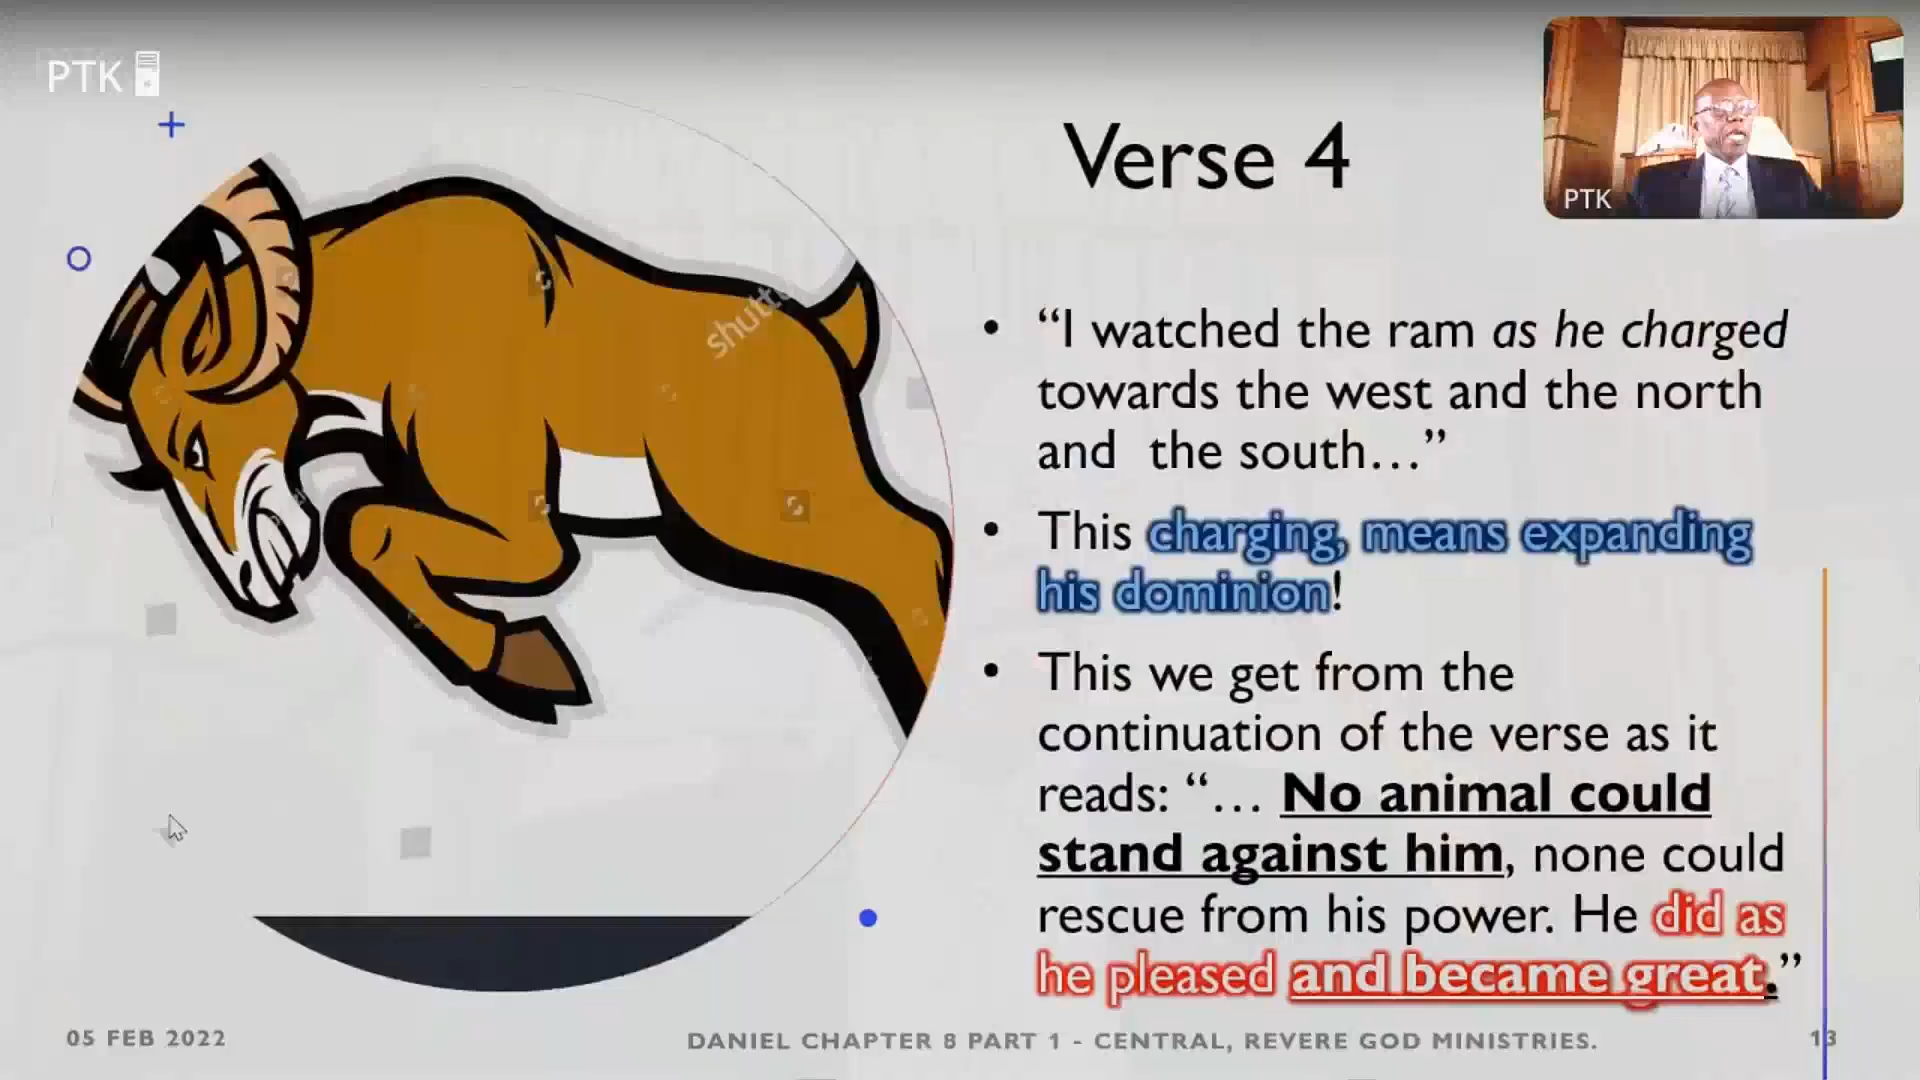 PTK
Verse 4
PTK
shutt
• “I watched the ram as he charged
towards the west and the north
and the south…”
• This charging, means expanding
his dominion!
• This we get from the
continuation of the verse as it
reads: “… No animal could
stand against him, none could
rescue from his power. He did as
he pleased and became great.”
05 FEB 2022
DANIEL CHAPTER 8 PART 1 - CENTRAL, REVERE GOD MINISTRIES.
13